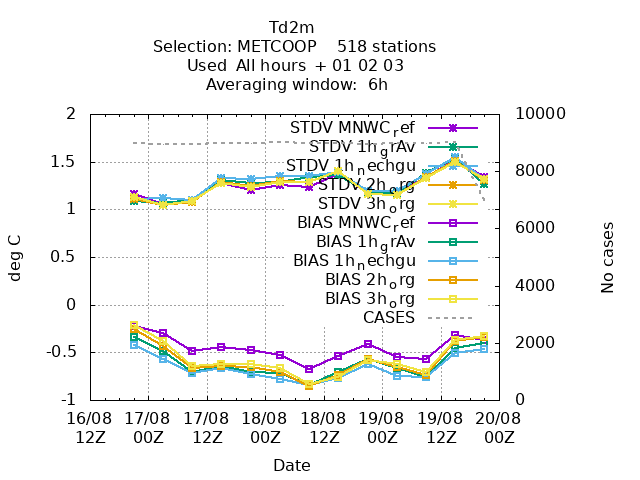 Td2m
Selection: METCOOP 518 stations
Used All hours + 01 02 03
Averaging window: 6h
deg C
No cases
2
1.5
1
0.5
0
-0.5
-1
10000
8000
6000
4000
2000
0
STDV MNWC_ref
STDV 1h_grAv
STDV 1h_nechgu
STDV 2h_org
STDV 3h_org
BIAS MNWC_ref
BIAS 1h_grAv
BIAS 1h_nechgu
BIAS 2h_org
BIAS 3h_org
CASES
16/08 17/08 17/08 18/08 18/08 19/08 19/08 20/08
12Z 00Z 12Z 00Z 12Z 00Z 12Z 00Z
Date